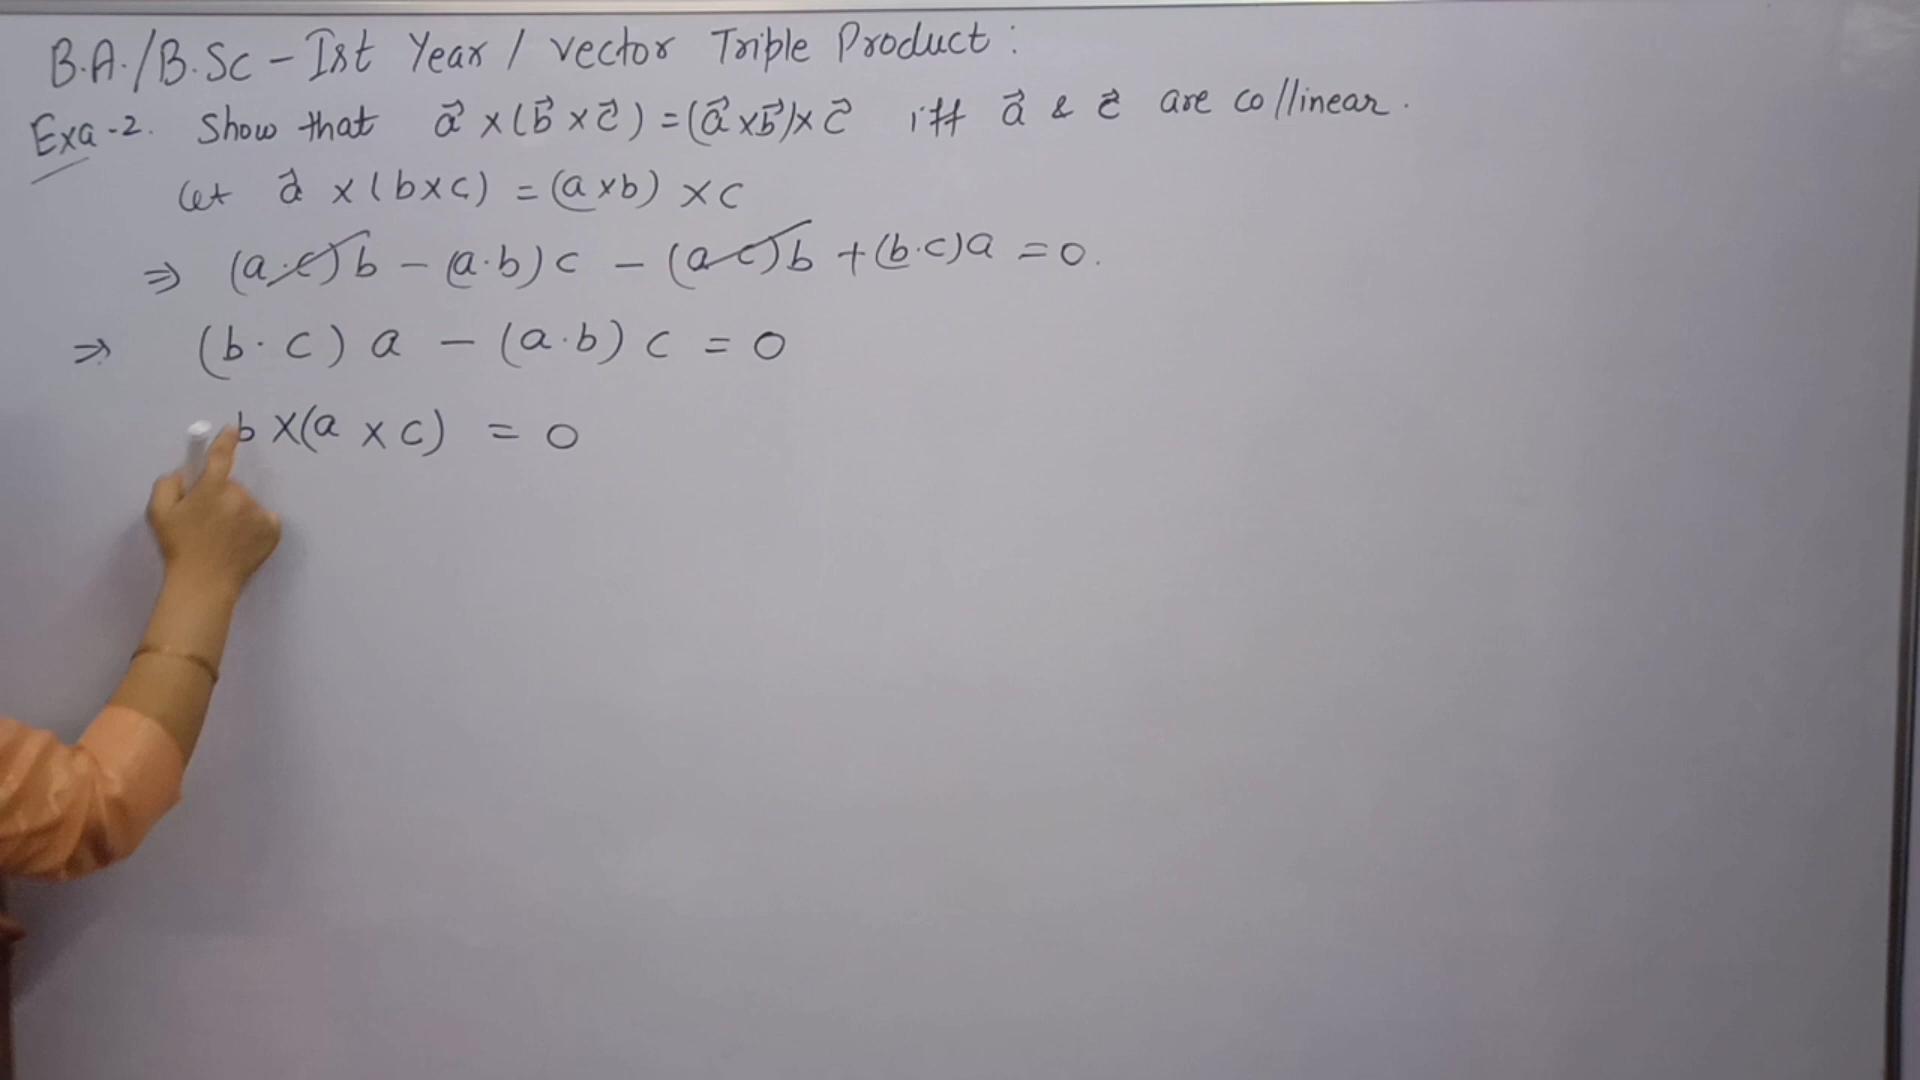 B.A./B.Sc - Ist Year / Vector Triple Product :
Exa-2. Show that a⃗ × (b⃗ × c⃗) = (a⃗ × b⃗) × c⃗ iff a⃗ & c⃗ are collinear.
Let a⃗ × (b × c) = (a × b) × c
⇒ (a·c)b - (a·b)c - (a·c)b + (b·c)a = 0.
⇒ (b·c) a - (a·b) c = 0
b × (a × c) = 0